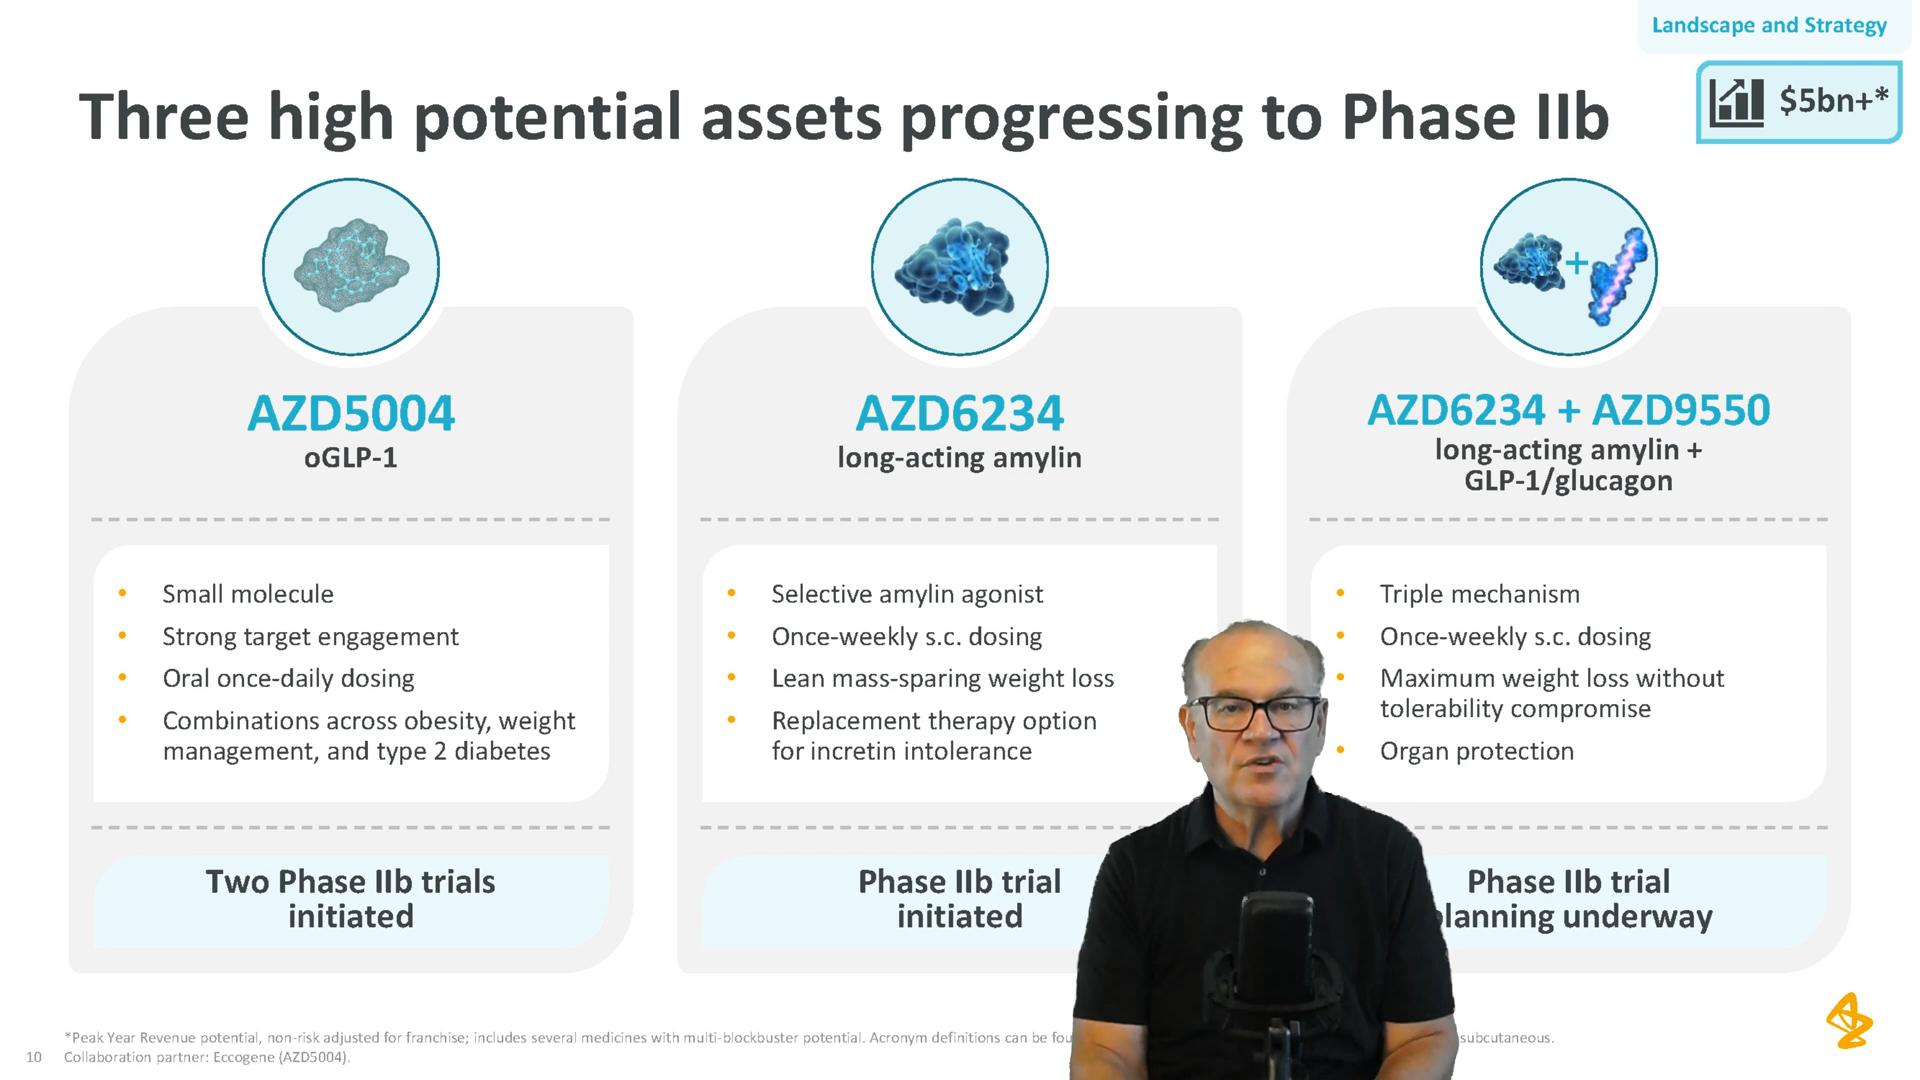 Landscape and Strategy
Three high potential assets progressing to Phase IIb
$5bn+*
AZD5004
oGLP-1
• Small molecule
• Strong target engagement
• Oral once-daily dosing
• Combinations across obesity, weight
management, and type 2 diabetes
Two Phase IIb trials
initiated
AZD6234
long-acting amylin
• Selective amylin agonist
• Once-weekly s.c. dosing
• Lean mass-sparing weight loss
• Replacement therapy option
for incretin intolerance
Phase IIb trial
initiated
+
AZD6234 + AZD9550
long-acting amylin +
GLP-1/glucagon
• Triple mechanism
• Once-weekly s.c. dosing
• Maximum weight loss without
tolerability compromise
• Organ protection
Phase IIb trial
underway
*Peak Year Revenue potential, non-risk adjusted for franchise; includes several medicines with multi-blockbuster potential. Acronym definitions can be subcutaneous.
10 Collaboration partner: Eccogene (AZD5004).